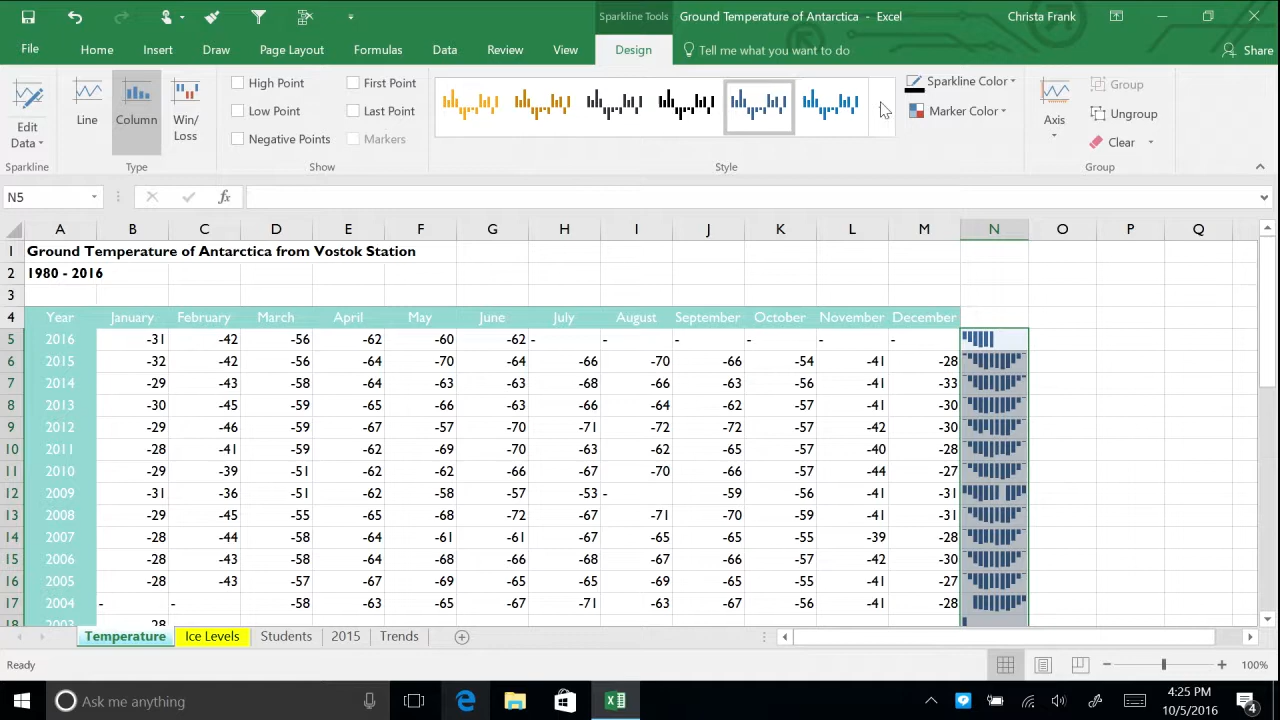 Sparkline Tools
Ground Temperature of Antarctica - Excel
Christa Frank
File Home Insert Draw Page Layout Formulas Data Review View Design Tell me what you want to do Share
Edit Data
Sparkline
Line
Column
Win/Loss
Type
High Point First Point
Low Point Last Point
Negative Points Markers
Show
Style
Sparkline Color
Marker Color
Axis
Group
Ungroup
Clear
Group
N5 fx
A B C D E F G H I J K L M N O P Q
1 Ground Temperature of Antarctica from Vostok Station
2 1980 - 2016
3
4 Year January February March April May June July August September October November December
5 2016 -31 -42 -56 -62 -60 -62 - - - - - -
6 2015 -32 -42 -56 -64 -70 -64 -66 -70 -66 -54 -41 -28
7 2014 -29 -43 -58 -64 -63 -63 -68 -66 -63 -56 -41 -33
8 2013 -30 -45 -59 -65 -66 -63 -66 -64 -62 -57 -41 -30
9 2012 -29 -46 -59 -67 -57 -70 -71 -72 -72 -57 -42 -30
10 2011 -28 -41 -59 -62 -69 -70 -63 -62 -65 -57 -40 -28
11 2010 -29 -39 -51 -62 -62 -66 -67 -70 -66 -57 -44 -27
12 2009 -31 -36 -51 -62 -58 -57 -53 - -59 -56 -41 -31
13 2008 -29 -45 -55 -65 -68 -72 -67 -71 -70 -59 -41 -31
14 2007 -28 -44 -58 -64 -61 -61 -67 -65 -65 -55 -39 -28
15 2006 -28 -43 -58 -64 -68 -66 -68 -67 -66 -57 -42 -30
16 2005 -28 -43 -57 -67 -69 -65 -65 -69 -65 -55 -41 -27
17 2004 - - -58 -63 -65 -67 -71 -63 -67 -56 -41 -28
18 2003 -28
Temperature Ice Levels Students 2015 Trends
Ready
100%
Ask me anything
4:25 PM
10/5/2016
4